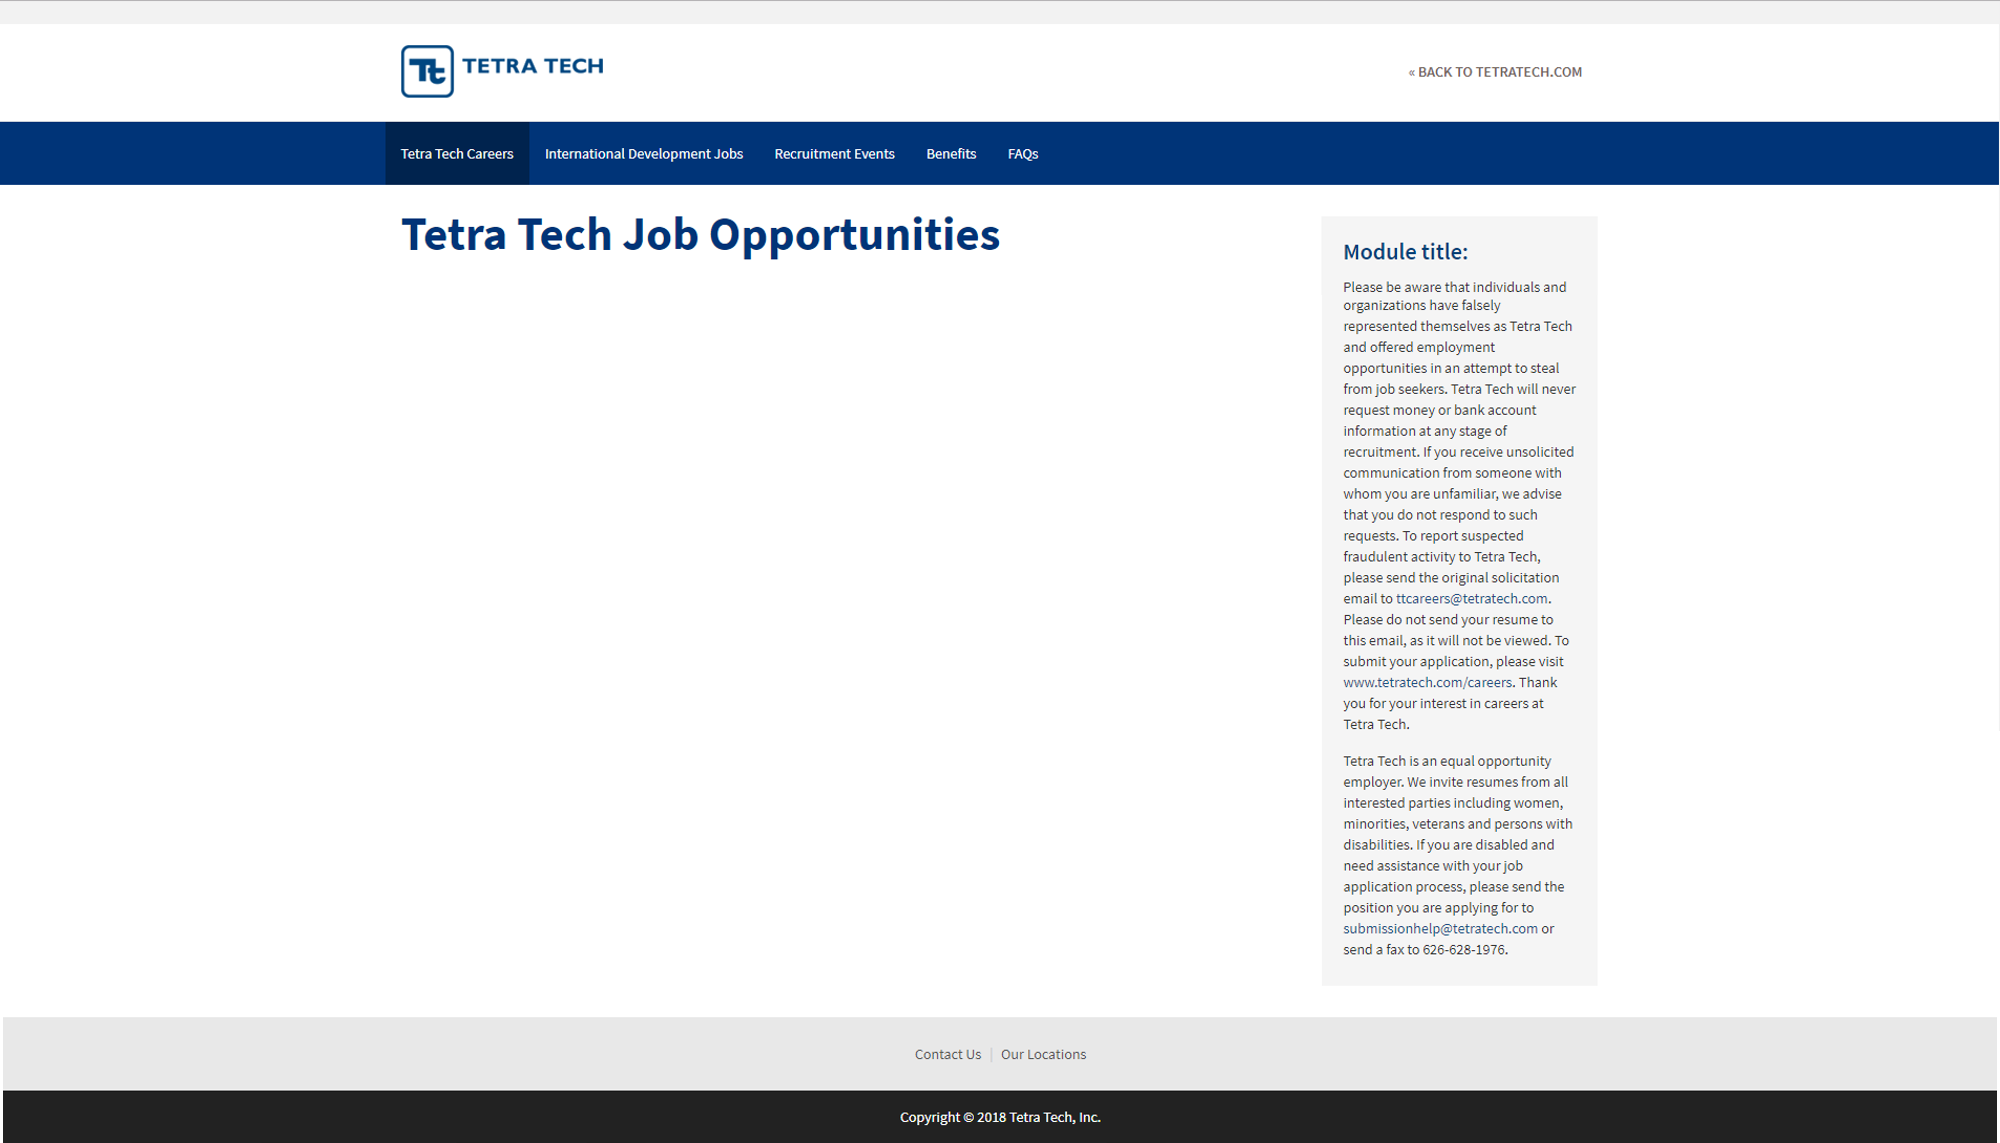 Tt TETRA TECH
« BACK TO TETRATECH.COM
Tetra Tech Careers International Development Jobs Recruitment Events Benefits FAQs
Tetra Tech Job Opportunities
Module title:
Please be aware that individuals and
organizations have falsely
represented themselves as Tetra Tech
and offered employment
opportunities in an attempt to steal
from job seekers. Tetra Tech will never
request money or bank account
information at any stage of
recruitment. If you receive unsolicited
communication from someone with
whom you are unfamiliar, we advise
that you do not respond to such
requests. To report suspected
fraudulent activity to Tetra Tech,
please send the original solicitation
email to ttcareers@tetratech.com.
Please do not send your resume to
this email, as it will not be viewed. To
submit your application, please visit
www.tetratech.com/careers. Thank
you for your interest in careers at
Tetra Tech.
Tetra Tech is an equal opportunity
employer. We invite resumes from all
interested parties including women,
minorities, veterans and persons with
disabilities. If you are disabled and
need assistance with your job
application process, please send the
position you are applying for to
submissionhelp@tetratech.com or
send a fax to 626-628-1976.
Contact Us | Our Locations
Copyright © 2018 Tetra Tech, Inc.